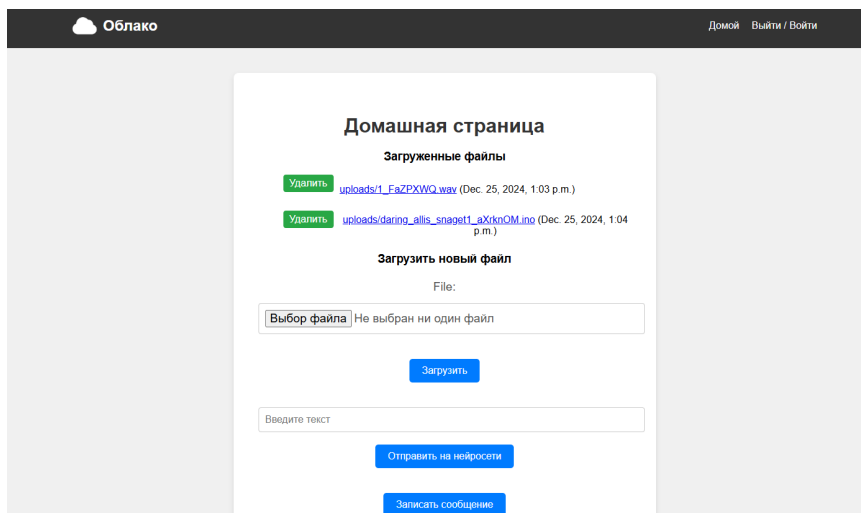 Облако
Домой Выйти / Войти
Домашная страница
Загруженные файлы
Удалить uploads/1_FaZPXWQ.wav (Dec. 25, 2024, 1:03 p.m.)
Удалить uploads/daring_allis_snaget1_aXrknOM.ino (Dec. 25, 2024, 1:04
p.m.)
Загрузить новый файл
File:
Выбор файла Не выбран ни один файл
Загрузить
Введите текст
Отправить на нейросети
Записать сообщение